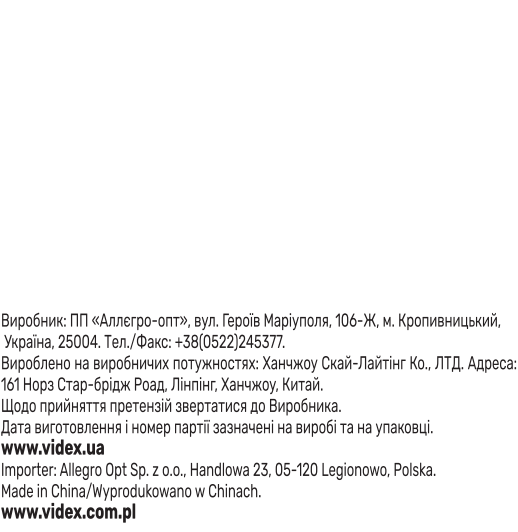 Виробник: ПП «Аллєгро-опт», вул. Героїв Маріуполя, 106-Ж, м. Кропивницький,
Україна, 25004. Тел./Факс: +38(0522)245377.
Вироблено на виробничих потужностях: Ханчжоу Скай-Лайтінг Ко., ЛТД. Адреса:
161 Норз Стар-брідж Роад, Лінпінг, Ханчжоу, Китай.
Щодо прийняття претензій звертатися до Виробника.
Дата виготовлення і номер партії зазначені на виробі та на упаковці.
www.videx.ua
Importer: Allegro Opt Sp. z o.o., Handlowa 23, 05-120 Legionowo, Polska.
Made in China/Wyprodukowano w Chinach.
www.videx.com.pl